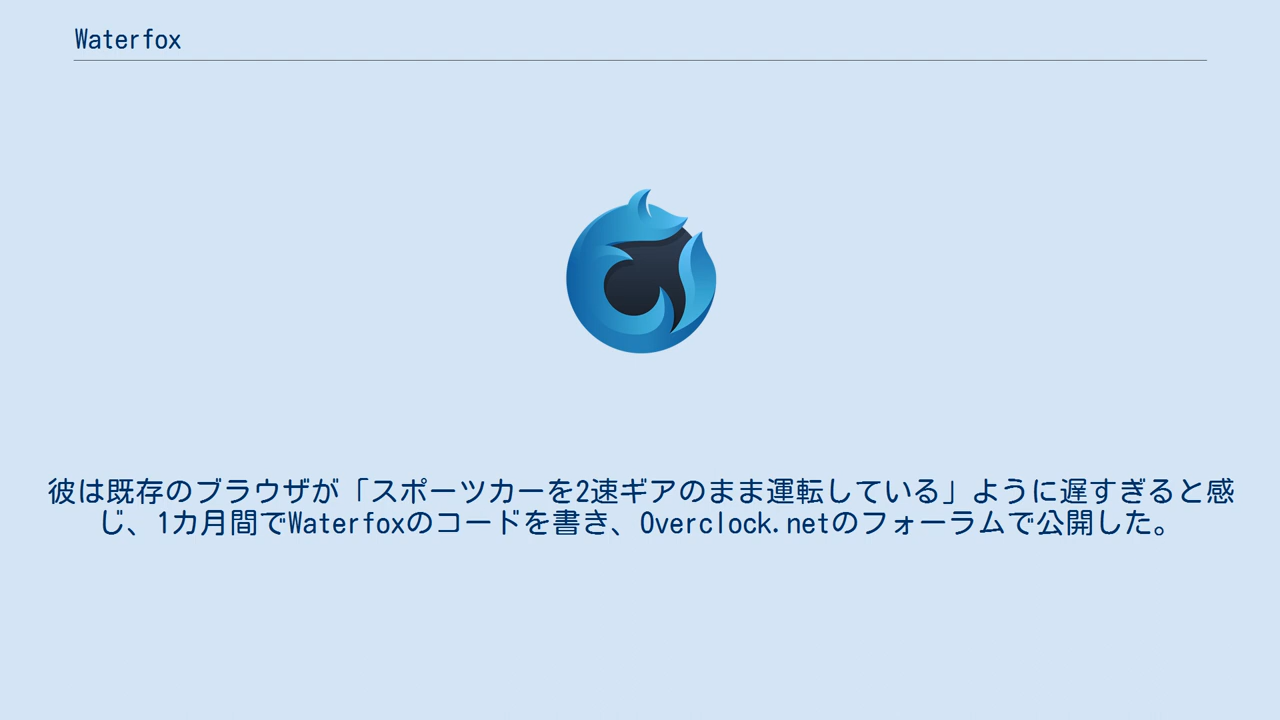 Waterfox
彼は既存のブラウザが「スポーツカーを2速ギアのまま運転している」ように遅すぎると感
じ、1カ月間でWaterfoxのコードを書き、Overclock.netのフォーラムで公開した。